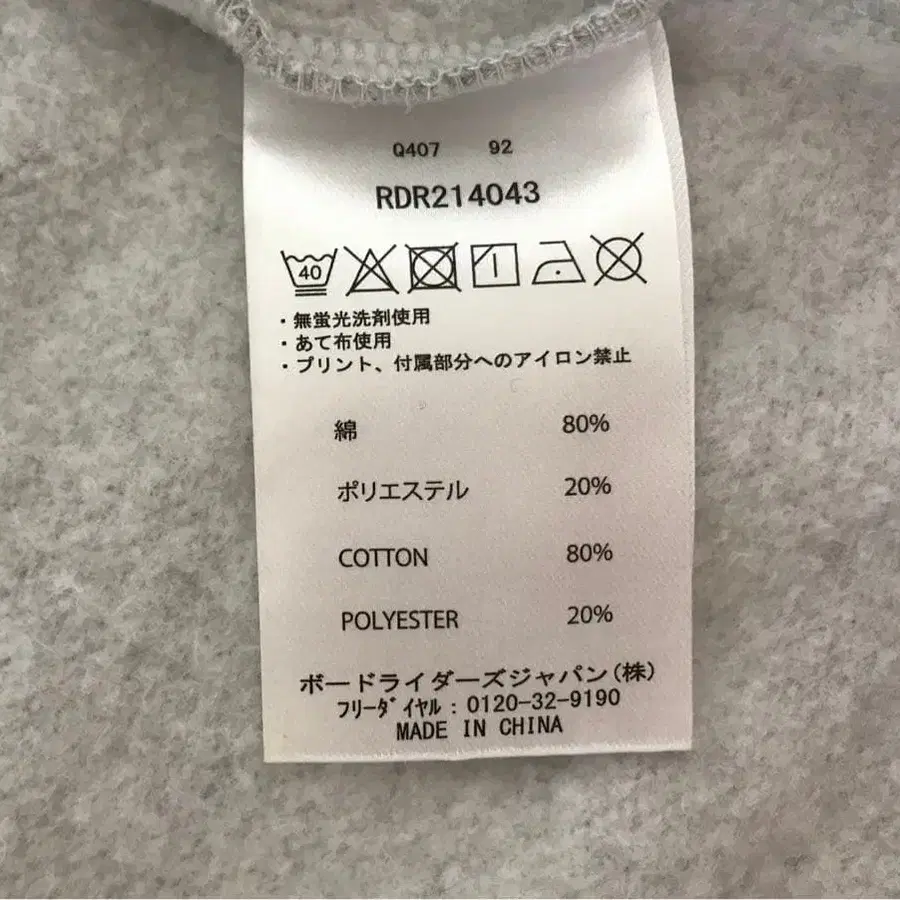 Q407 92
RDR214043
40
・無蛍光洗剤使用
・あて布使用
・プリント、付属部分へのアイロン禁止
綿 80%
ポリエステル 20%
COTTON 80%
POLYESTER 20%
ボードライダーズジャパン(株)
フリーダイヤル:0120-32-9190
MADE IN CHINA